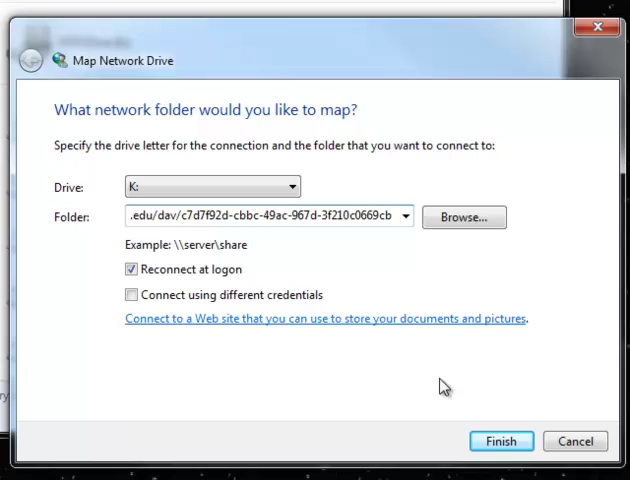 Map Network Drive
What network folder would you like to map?
Specify the drive letter for the connection and the folder that you want to connect to:
Drive: K:
Folder: .edu/dav/c7d7f92d-cbbc-49ac-967d-3f210c0669cb Browse...
Example: \\server\share
Reconnect at logon
Connect using different credentials
Connect to a Web site that you can use to store your documents and pictures.
Finish Cancel